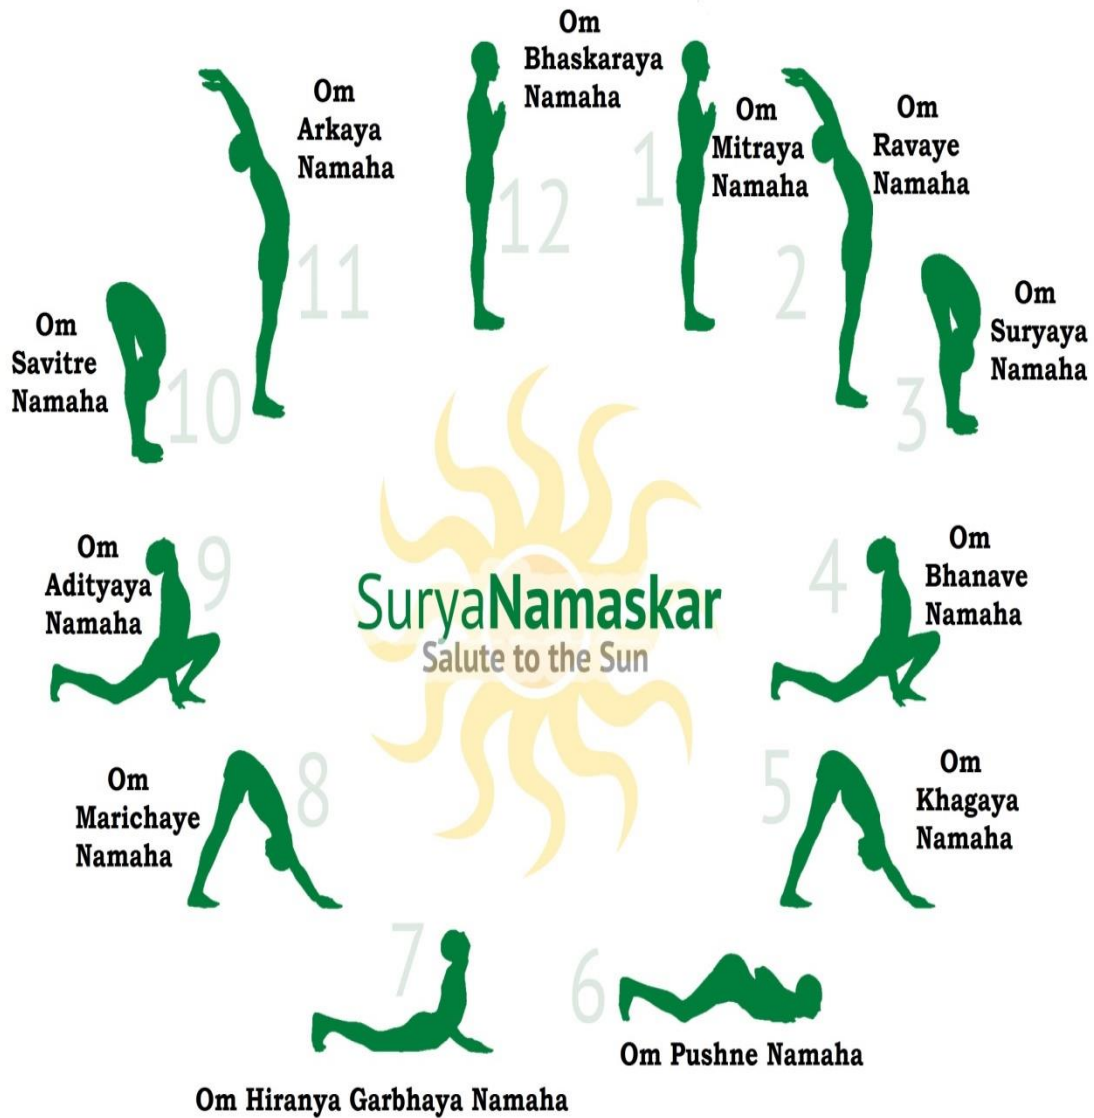 Om
Bhaskaraya
Namaha
12
1
Om
Mitraya
Namaha
2
Om
Ravaye
Namaha
3
Om
Suryaya
Namaha
4
Om
Bhanave
Namaha
5
Om
Khagaya
Namaha
6
Om Pushne Namaha
7
Om Hiranya Garbhaya Namaha
8
Om
Marichaye
Namaha
9
Om
Adityaya
Namaha
10
Om
Savitre
Namaha
11
Om
Arkaya
Namaha
SuryaNamaskar
Salute to the Sun